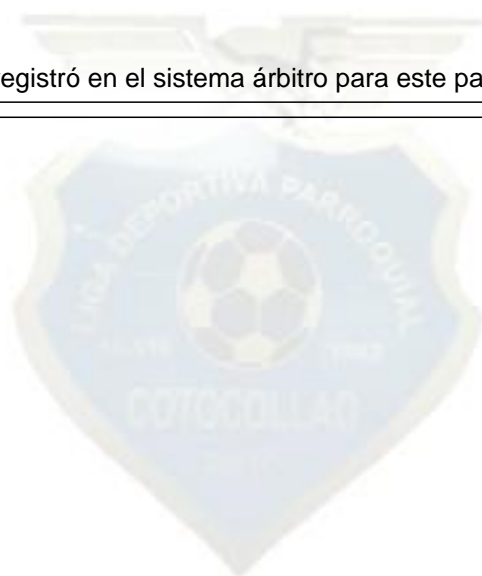 egistró en el sistema árbitro para este pa
LIGA DEPORTIVA PARROQUIAL
COTOCOLLAO